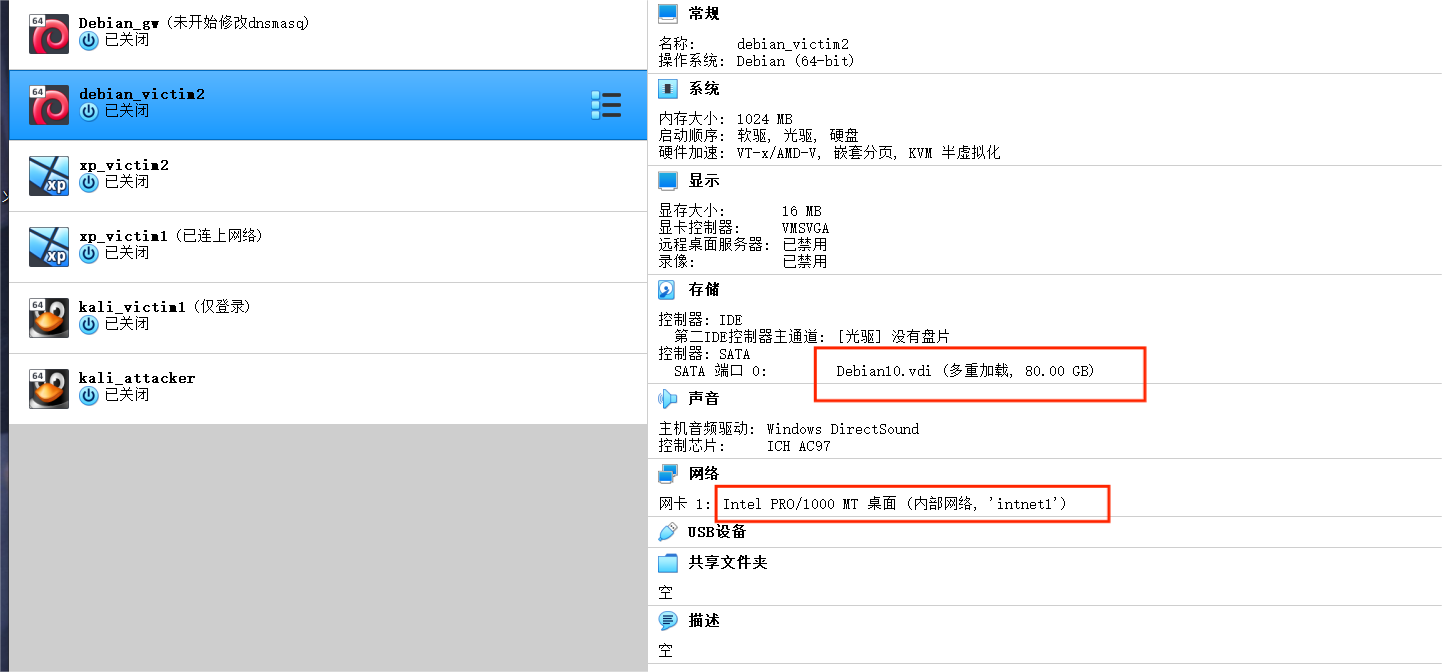 64
Debian_gw (未开始修改dnsmasq)
已关闭
64
debian_victim2
已关闭
xp
xp_victim2
已关闭
xp
xp_victim1 (已连上网络)
已关闭
64
kali_victim1 (仅登录)
已关闭
64
kali_attacker
已关闭
常规
名称: debian_victim2
操作系统: Debian (64-bit)
系统
内存大小: 1024 MB
启动顺序: 软驱, 光驱, 硬盘
硬件加速: VT-x/AMD-V, 嵌套分页, KVM 半虚拟化
显示
显存大小: 16 MB
显卡控制器: VMSVGA
远程桌面服务器: 已禁用
录像: 已禁用
存储
控制器: IDE
第二IDE控制器主通道: [光驱] 没有盘片
控制器: SATA
SATA 端口 0: Debian10.vdi (多重加载, 80.00 GB)
声音
主机音频驱动: Windows DirectSound
控制芯片: ICH AC97
网络
网卡 1: Intel PRO/1000 MT 桌面 (内部网络, 'intnet1')
USB设备
共享文件夹
空
描述
空